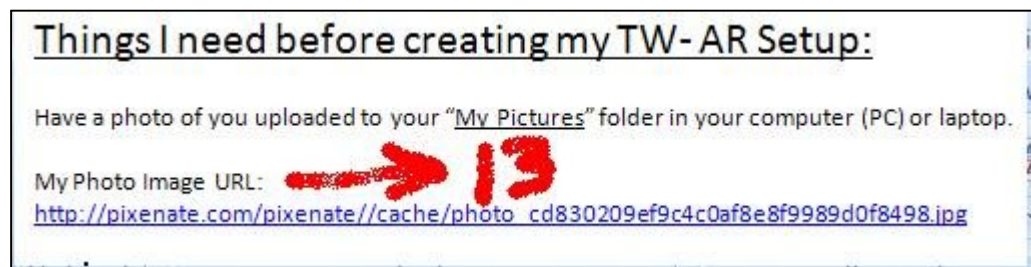 Things I need before creating my TW- AR Setup:
Have a photo of you uploaded to your “My Pictures” folder in your computer (PC) or laptop.
My Photo Image URL: 13
http://pixenate.com/pixenate//cache/photo_cd830209ef9c4c0af8e8f9989d0f8498.jpg